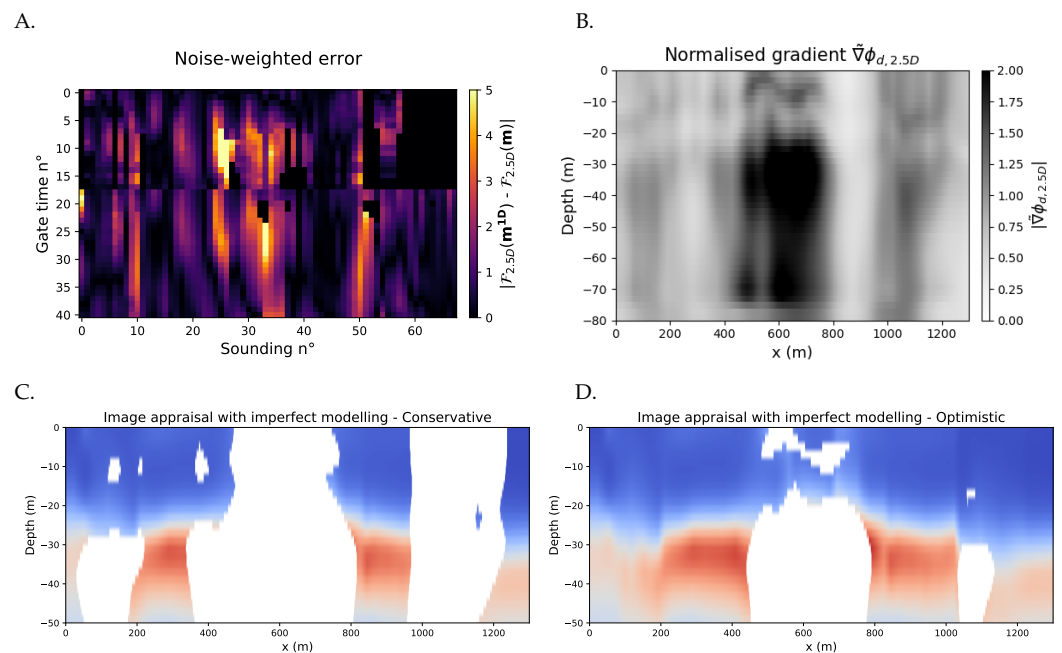 A.
B.
Noise-weighted error
Normalised gradient ∇̃ϕ_d, 2.5D
0
5
10
15
20
25
30
35
40
Gate time n°
0 10 20 30 40 50 60
Sounding n°
5
4
3
2
1
0
|ℱ_2.5D(m^1D) - ℱ_2.5D(m)|
0
−10
−20
−30
−40
−50
−60
−70
−80
Depth (m)
0 200 400 600 800 1000 1200
x (m)
2.00
1.75
1.50
1.25
1.00
0.75
0.50
0.25
0.00
|∇̃ϕ_d, 2.5D|
C.
D.
Image appraisal with imperfect modelling - Conservative
0
−10
−20
−30
−40
−50
Depth (m)
0 200 400 600 800 1000 1200
x (m)
Image appraisal with imperfect modelling - Optimistic
0
−10
−20
−30
−40
−50
Depth (m)
0 200 400 600 800 1000 1200
x (m)